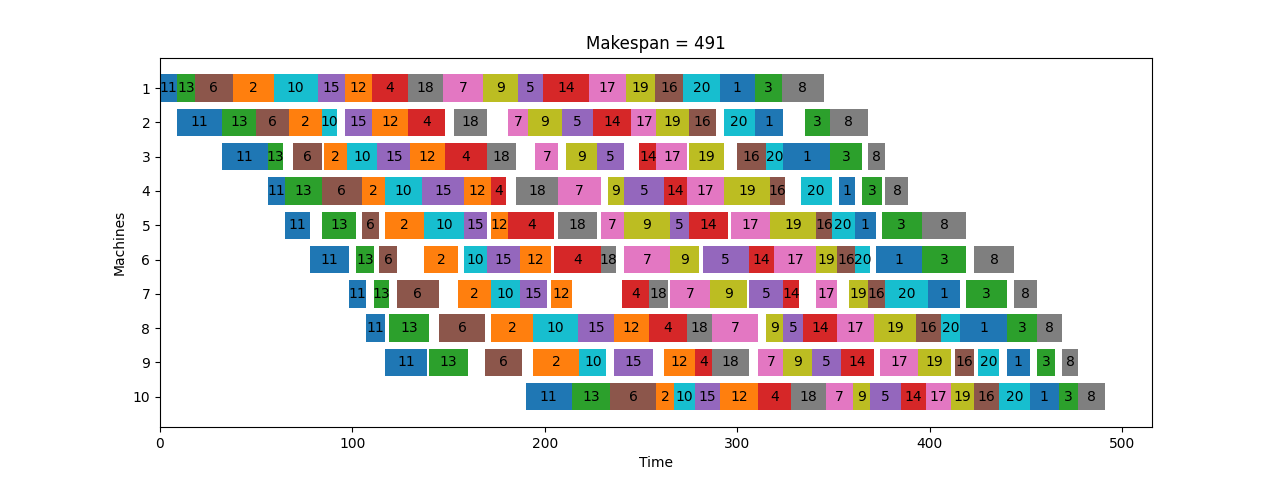 Makespan = 491
1 11 13 6 2 10 15 12 4 18 7 9 5 14 17 19 16 20 1 3 8
2 11 13 6 2 10 15 12 4 18 7 9 5 14 17 19 16 20 1 3 8
3 11 13 6 2 10 15 12 4 18 7 9 5 14 17 19 16 20 1 3 8
4 11 13 6 2 10 15 12 4 18 7 9 5 14 17 19 16 20 1 3 8
5 11 13 6 2 10 15 12 4 18 7 9 5 14 17 19 16 20 1 3 8
6 11 13 6 2 10 15 12 4 18 7 9 5 14 17 19 16 20 1 3 8
7 11 13 6 2 10 15 12 4 18 7 9 5 14 17 19 16 20 1 3 8
8 11 13 6 2 10 15 12 4 18 7 9 5 14 17 19 16 20 1 3 8
9 11 13 6 2 10 15 12 4 18 7 9 5 14 17 19 16 20 1 3 8
10 11 13 6 2 10 15 12 4 18 7 9 5 14 17 19 16 20 1 3 8
Machines
0 100 200 300 400 500
Time